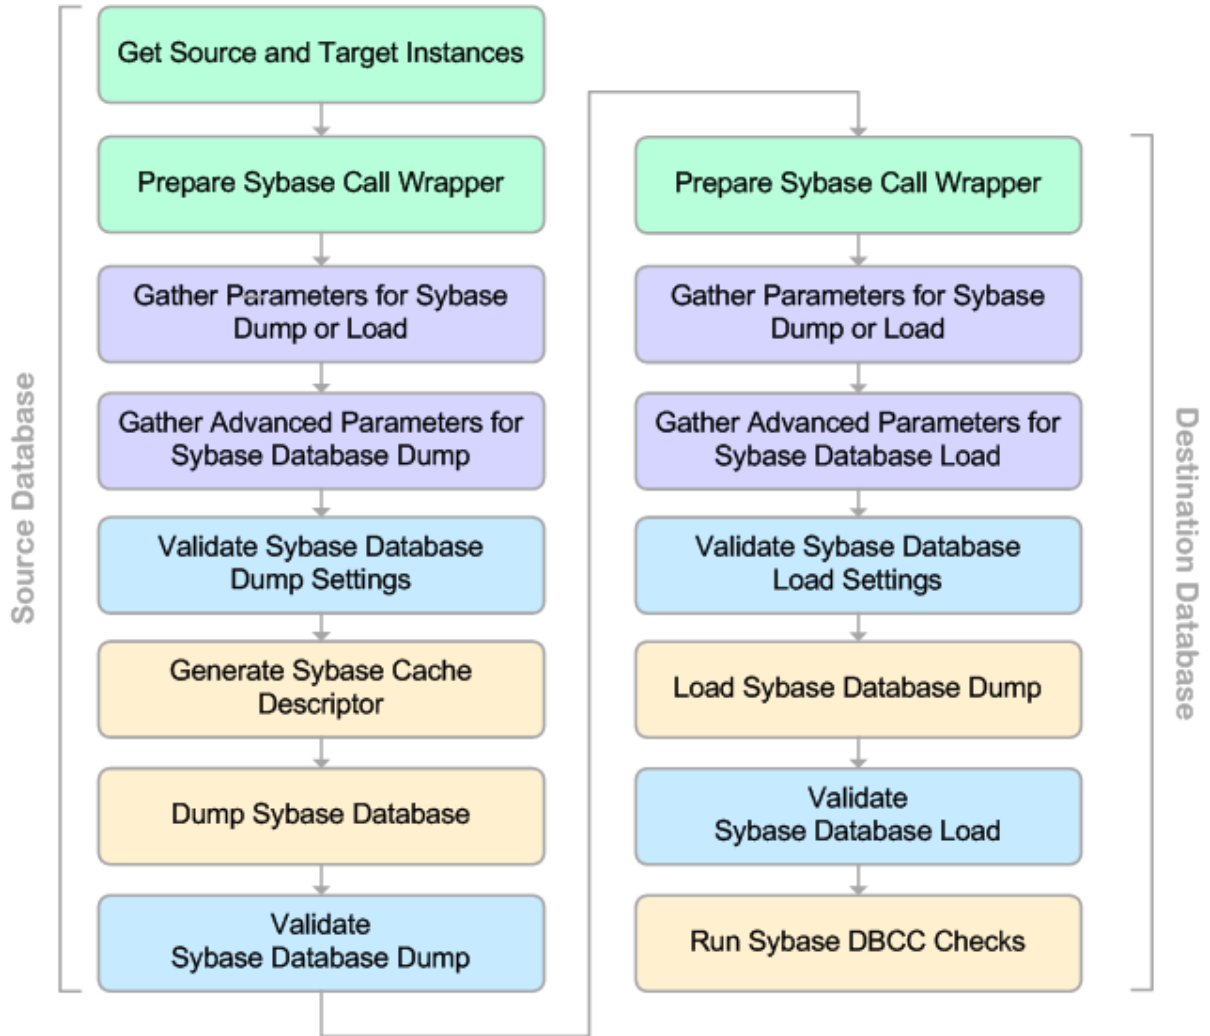 Source Database
Get Source and Target Instances
Prepare Sybase Call Wrapper
Gather Parameters for Sybase
Dump or Load
Gather Advanced Parameters for
Sybase Database Dump
Validate Sybase Database
Dump Settings
Generate Sybase Cache
Descriptor
Dump Sybase Database
Validate
Sybase Database Dump
Destination Database
Prepare Sybase Call Wrapper
Gather Parameters for Sybase
Dump or Load
Gather Advanced Parameters for
Sybase Database Load
Validate Sybase Database
Load Settings
Load Sybase Database Dump
Validate
Sybase Database Load
Run Sybase DBCC Checks